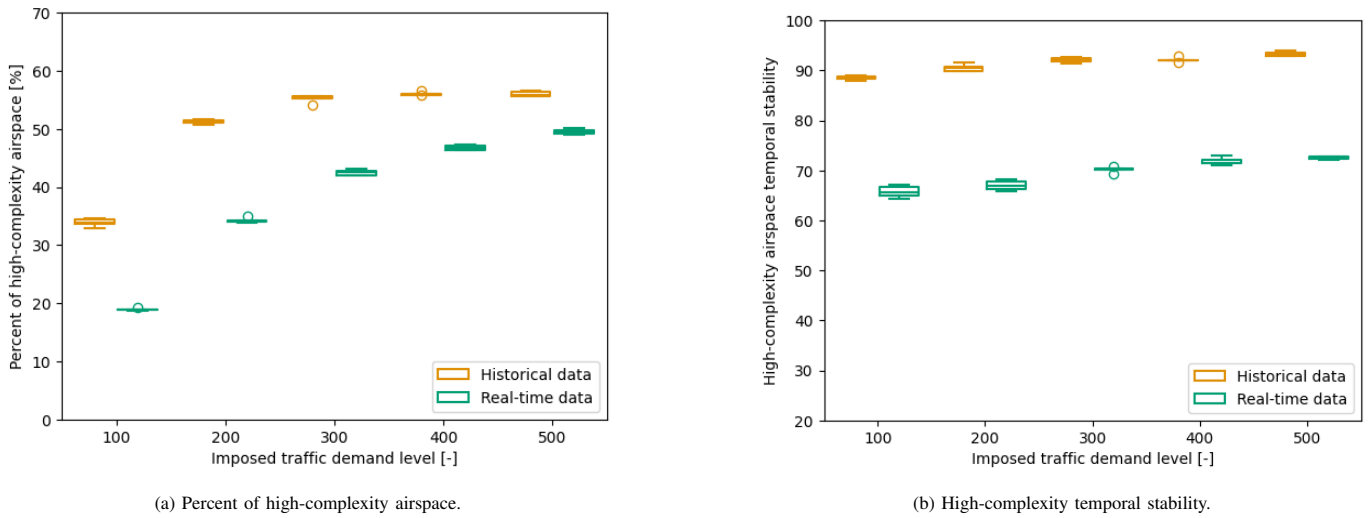 70
60
50
40
30
20
10
0
Percent of high-complexity airspace [%]
100 200 300 400 500
Imposed traffic demand level [-]
Historical data
Real-time data
(a) Percent of high-complexity airspace.
100
90
80
70
60
50
40
30
20
High-complexity airspace temporal stability
100 200 300 400 500
Imposed traffic demand level [-]
Historical data
Real-time data
(b) High-complexity temporal stability.